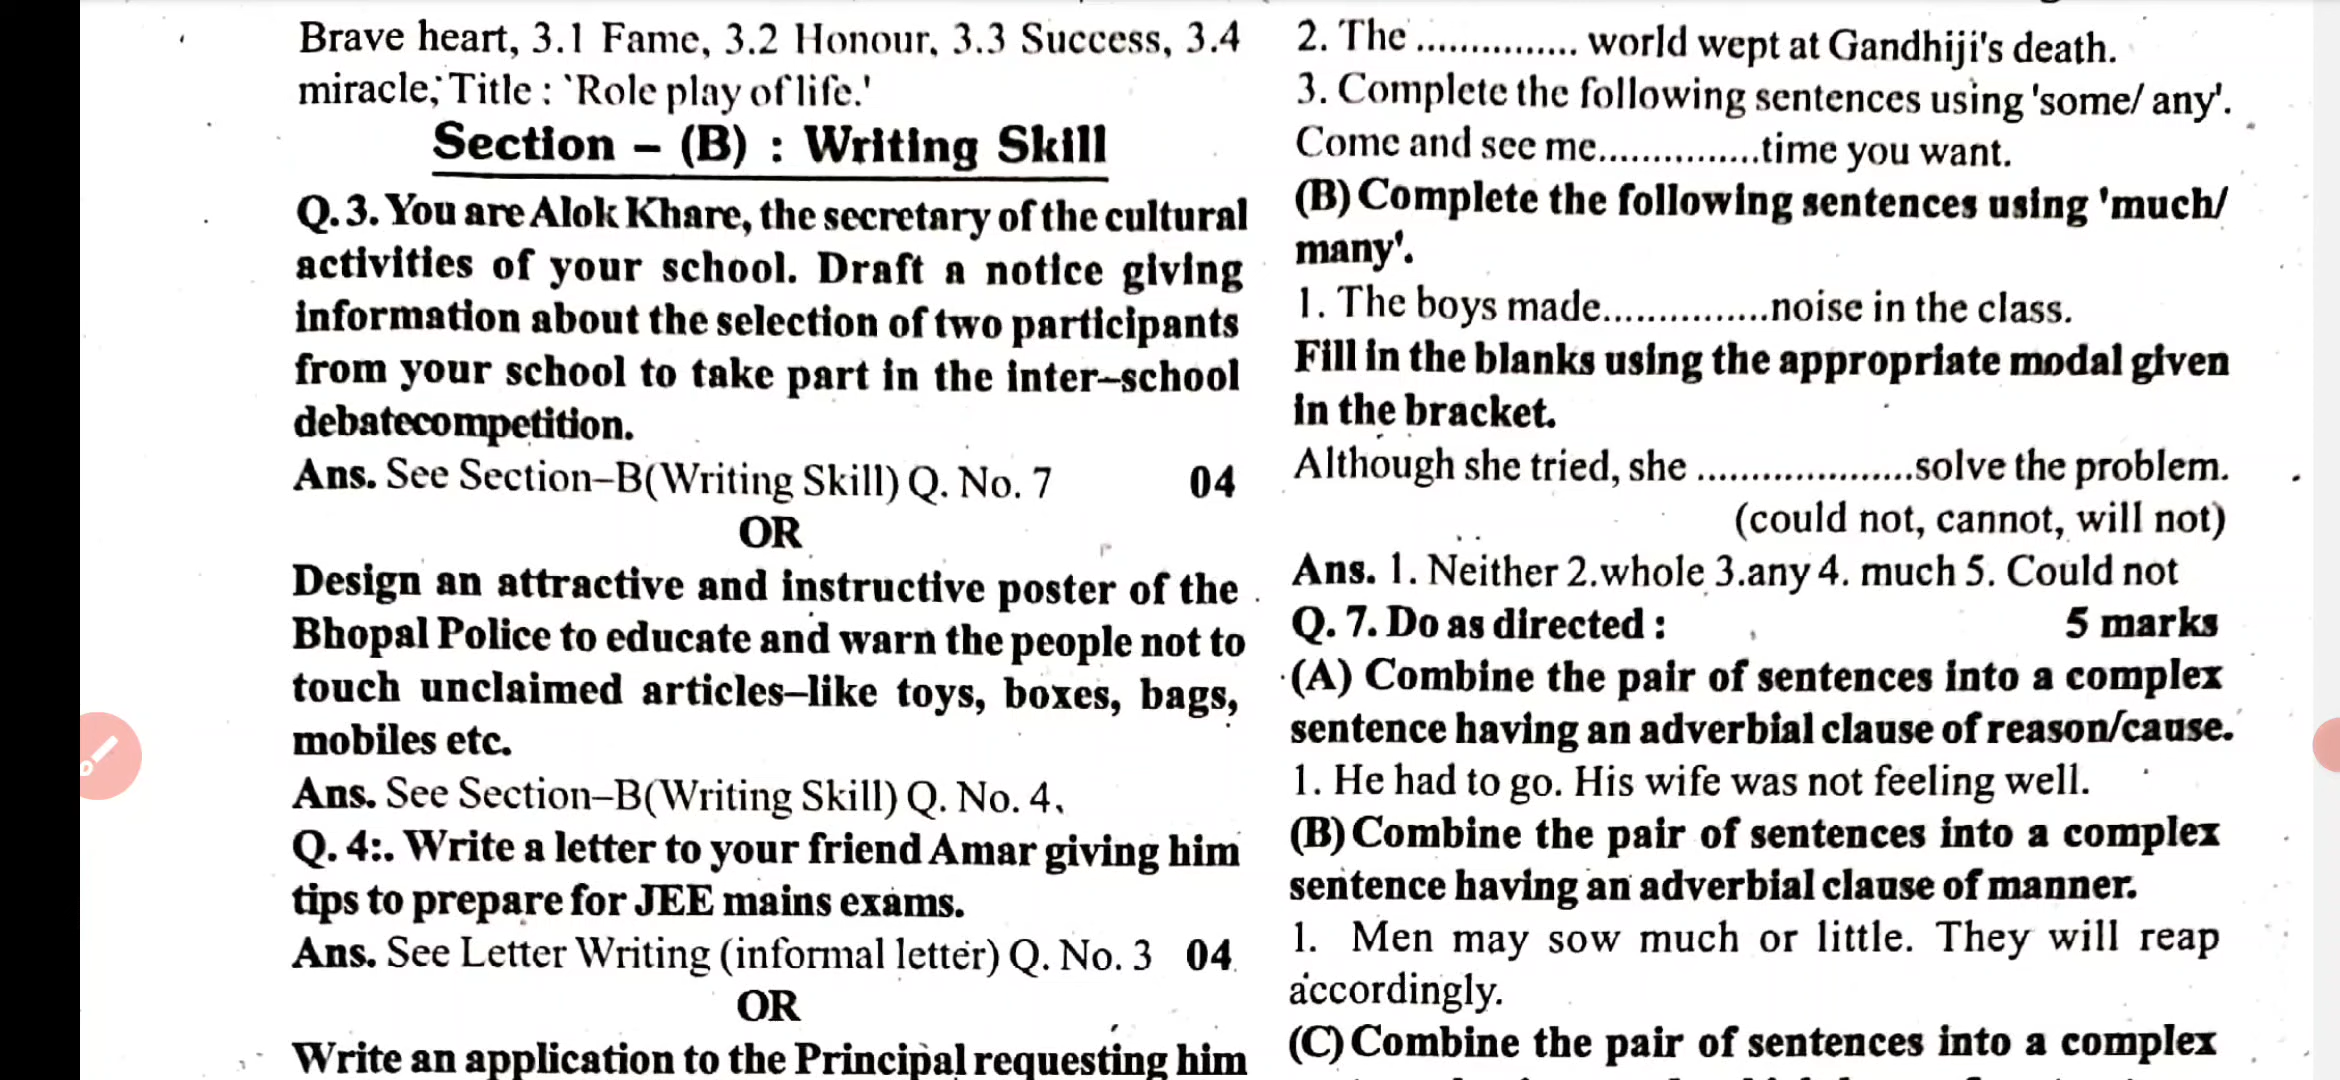 Brave heart, 3.1 Fame, 3.2 Honour, 3.3 Success, 3.4
miracle, Title : 'Role play of life.'
Section – (B) : Writing Skill
Q. 3. You are Alok Khare, the secretary of the cultural
activities of your school. Draft a notice giving
information about the selection of two participants
from your school to take part in the inter–school
debatecompetition.
Ans. See Section–B(Writing Skill) Q. No. 7 04
OR
Design an attractive and instructive poster of the
Bhopal Police to educate and warn the people not to
touch unclaimed articles–like toys, boxes, bags,
mobiles etc.
Ans. See Section–B(Writing Skill) Q. No. 4.
Q. 4:. Write a letter to your friend Amar giving him
tips to prepare for JEE mains exams.
Ans. See Letter Writing (informal letter) Q. No. 3 04
OR
Write an application to the Principal requesting him
2. The ............... world wept at Gandhiji's death.
3. Complete the following sentences using 'some/ any'.
Come and see me...............time you want.
(B) Complete the following sentences using 'much/
many'.
1. The boys made...............noise in the class.
Fill in the blanks using the appropriate modal given
in the bracket.
Although she tried, she ....................solve the problem.
(could not, cannot, will not)
Ans. 1. Neither 2.whole 3.any 4. much 5. Could not
Q. 7. Do as directed : 5 marks
(A) Combine the pair of sentences into a complex
sentence having an adverbial clause of reason/cause.
1. He had to go. His wife was not feeling well.
(B) Combine the pair of sentences into a complex
sentence having an adverbial clause of manner.
1. Men may sow much or little. They will reap
accordingly.
(C) Combine the pair of sentences into a complex